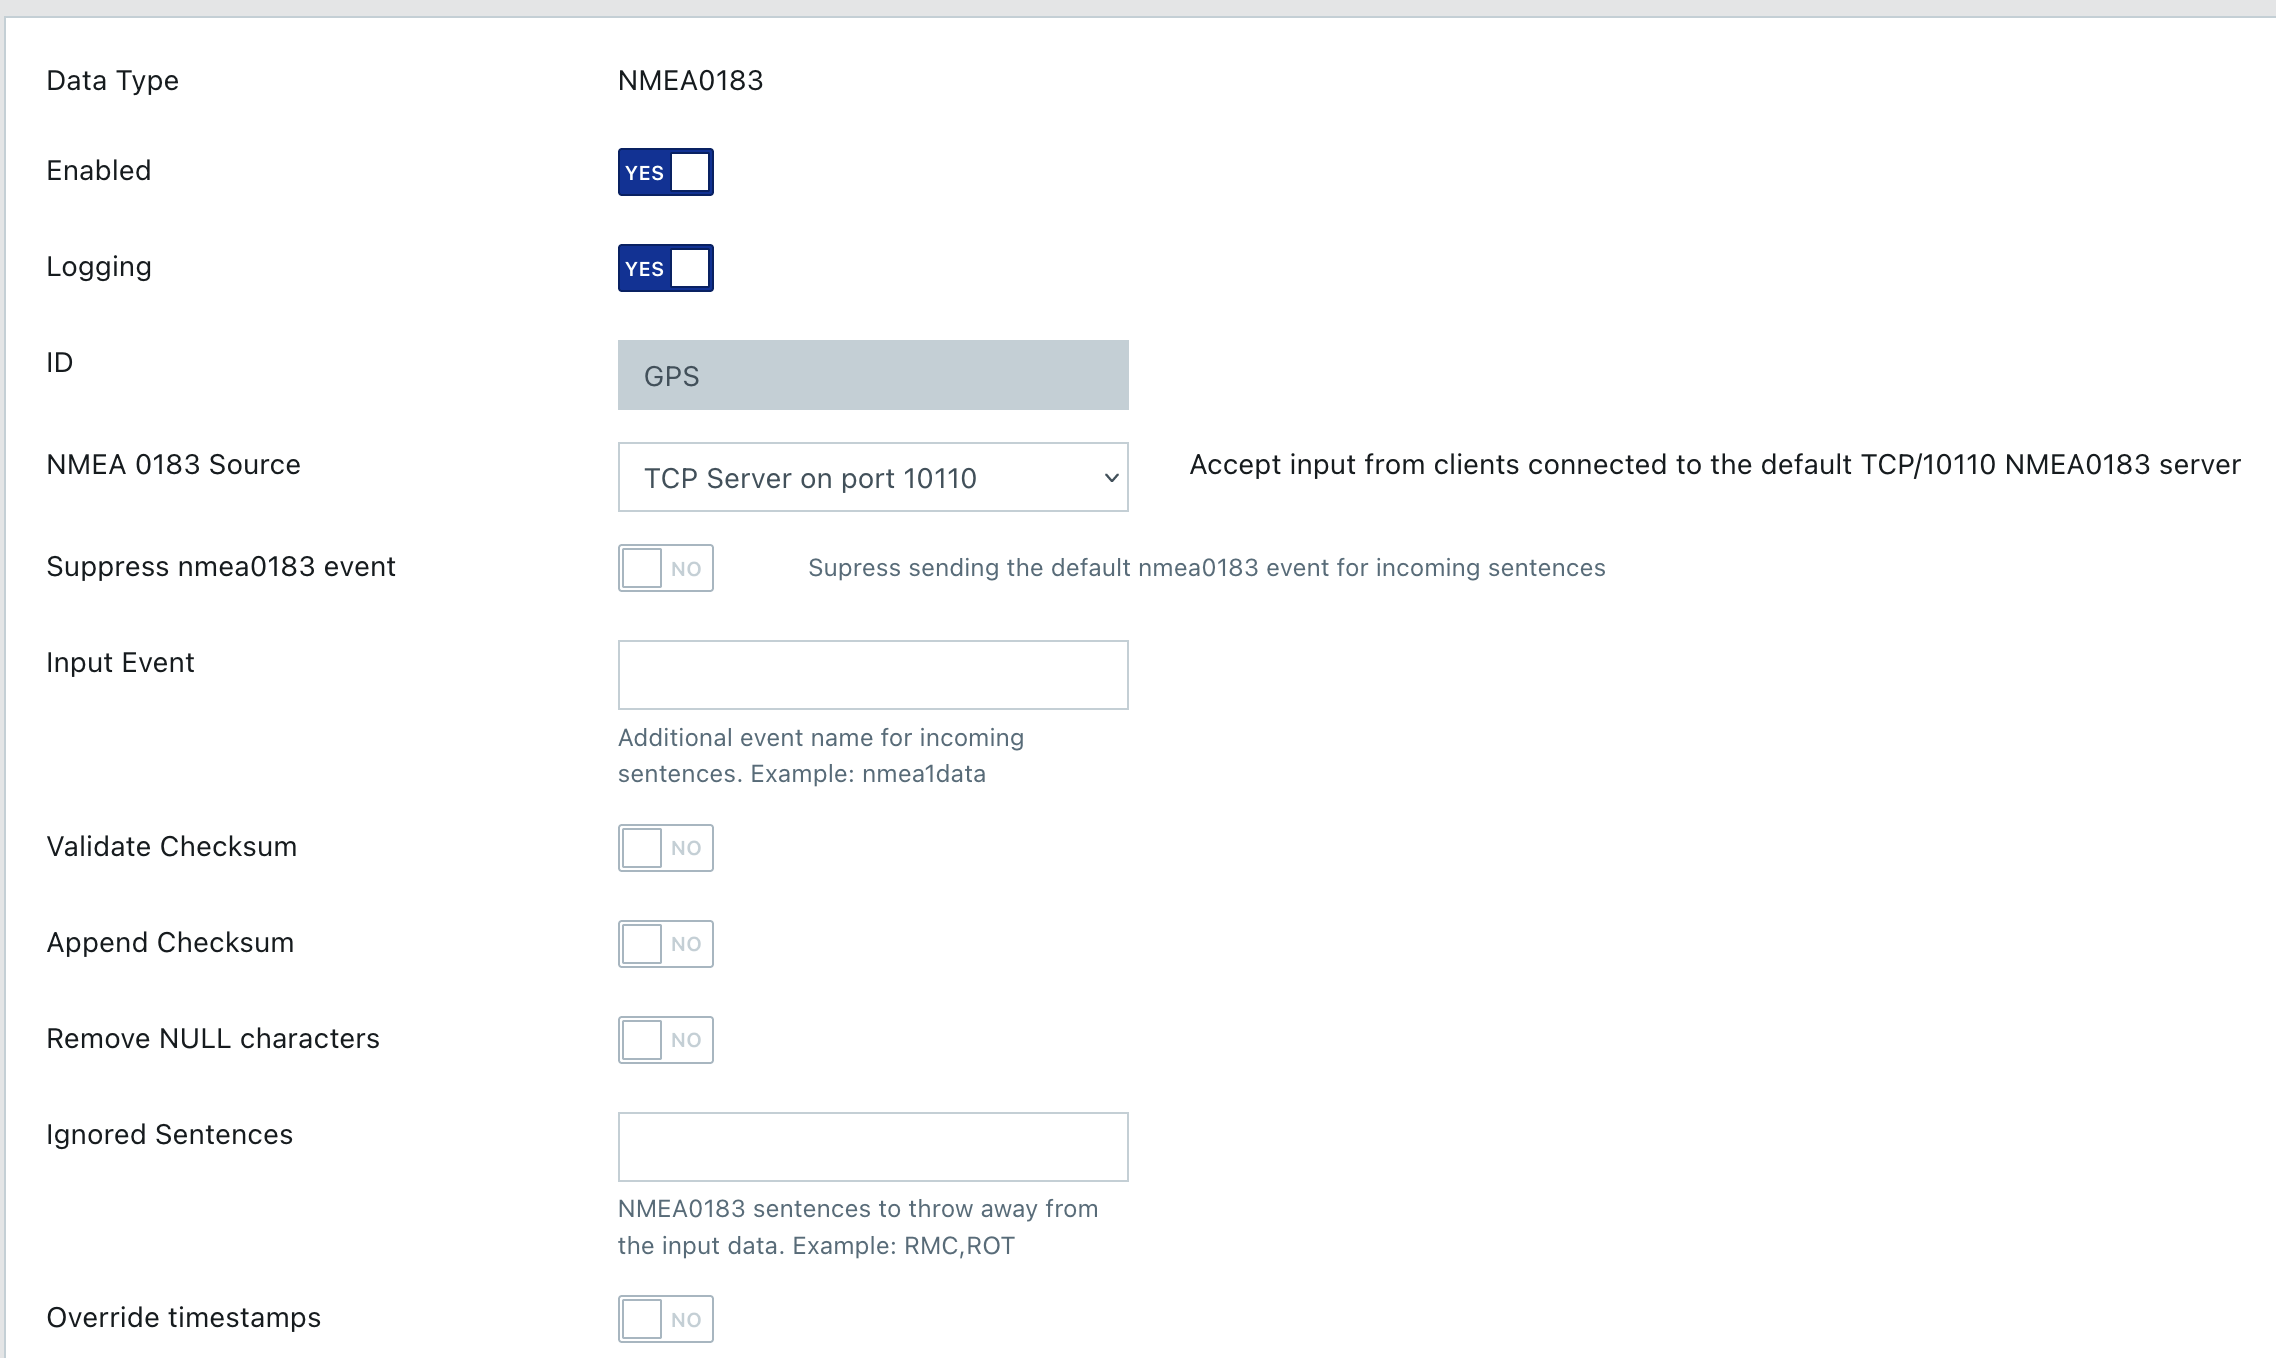 Data Type NMEA0183
Enabled YES
Logging YES
ID GPS
NMEA 0183 Source TCP Server on port 10110 Accept input from clients connected to the default TCP/10110 NMEA0183 server
Suppress nmea0183 event NO Supress sending the default nmea0183 event for incoming sentences
Input Event
Additional event name for incoming
sentences. Example: nmea1data
Validate Checksum NO
Append Checksum NO
Remove NULL characters NO
Ignored Sentences
NMEA0183 sentences to throw away from
the input data. Example: RMC,ROT
Override timestamps NO